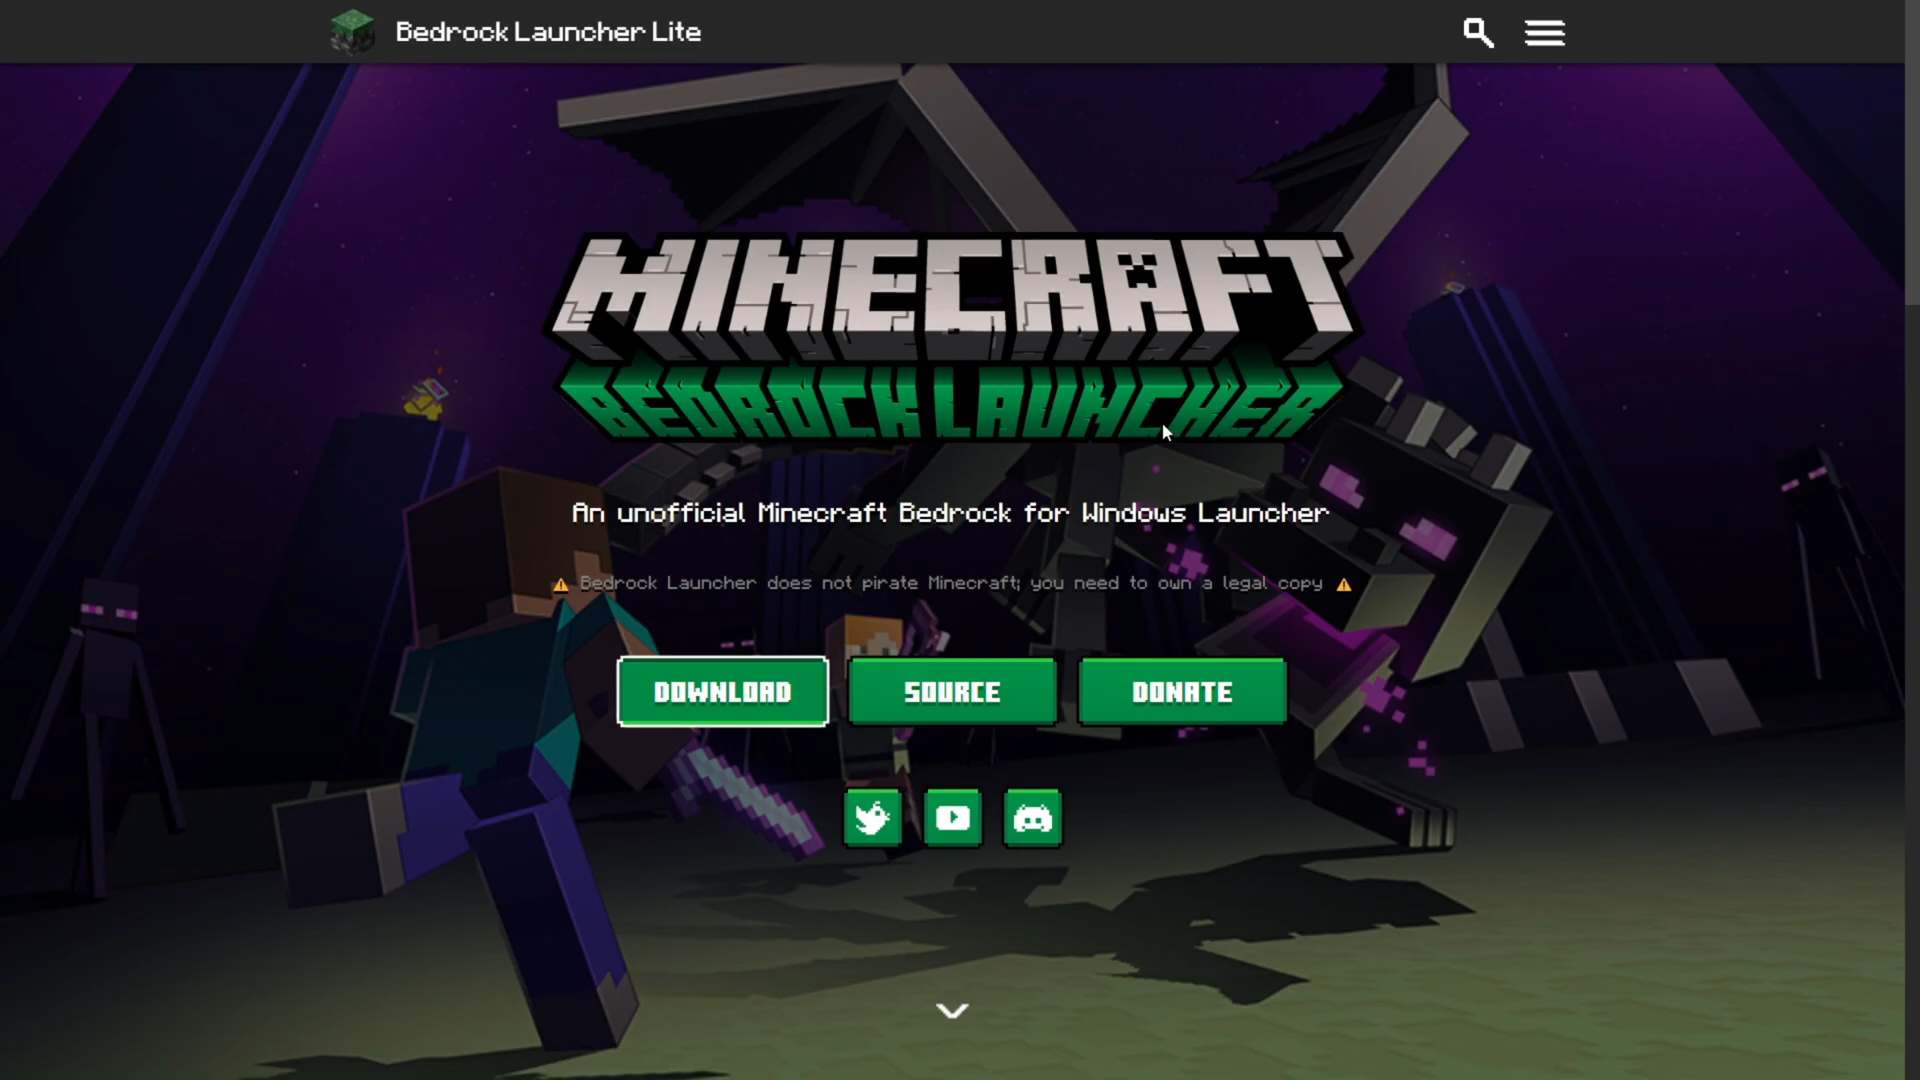 Bedrock Launcher Lite
MINECRAFT
BEDROCK LAUNCHER
An unofficial Minecraft Bedrock for Windows Launcher
⚠ Bedrock Launcher does not pirate Minecraft; you need to own a legal copy ⚠
DOWNLOAD
SOURCE
DONATE